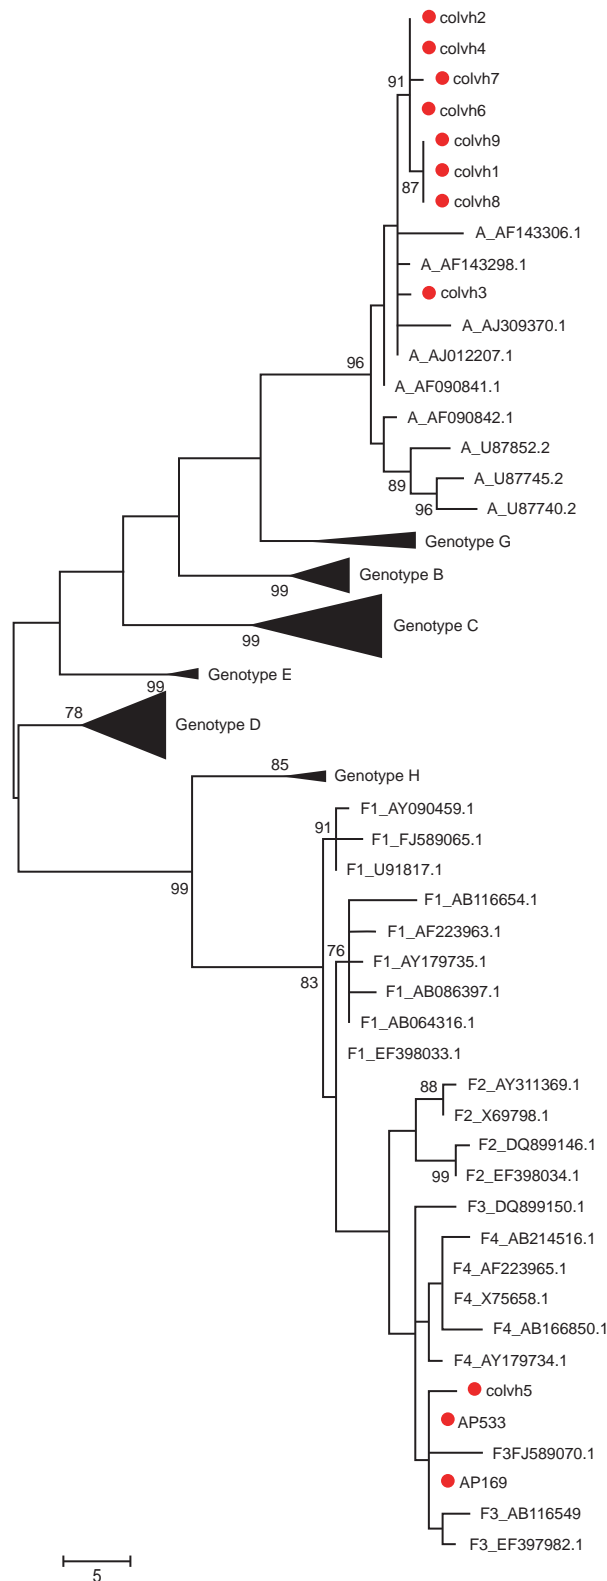 colvh2
colvh4
91
colvh7
colvh6
colvh9
colvh1
87
colvh8
A_AF143306.1
A_AF143298.1
colvh3
A_AJ309370.1
A_AJ012207.1
96
A_AF090841.1
A_AF090842.1
A_U87852.2
A_U87745.2
89
96
A_U87740.2
Genotype G
Genotype B
99
Genotype C
99
Genotype E
99
78
Genotype D
85
Genotype H
F1_AY090459.1
91
F1_FJ589065.1
F1_U91817.1
99
F1_AB116654.1
F1_AF223963.1
76
F1_AY179735.1
83
F1_AB086397.1
F1_AB064316.1
F1_EF398033.1
88
F2_AY311369.1
F2_X69798.1
F2_DQ899146.1
99
F2_EF398034.1
F3_DQ899150.1
F4_AB214516.1
F4_AF223965.1
F4_X75658.1
F4_AB166850.1
F4_AY179734.1
colvh5
AP533
F3FJ589070.1
AP169
F3_AB116549
F3_EF397982.1
5